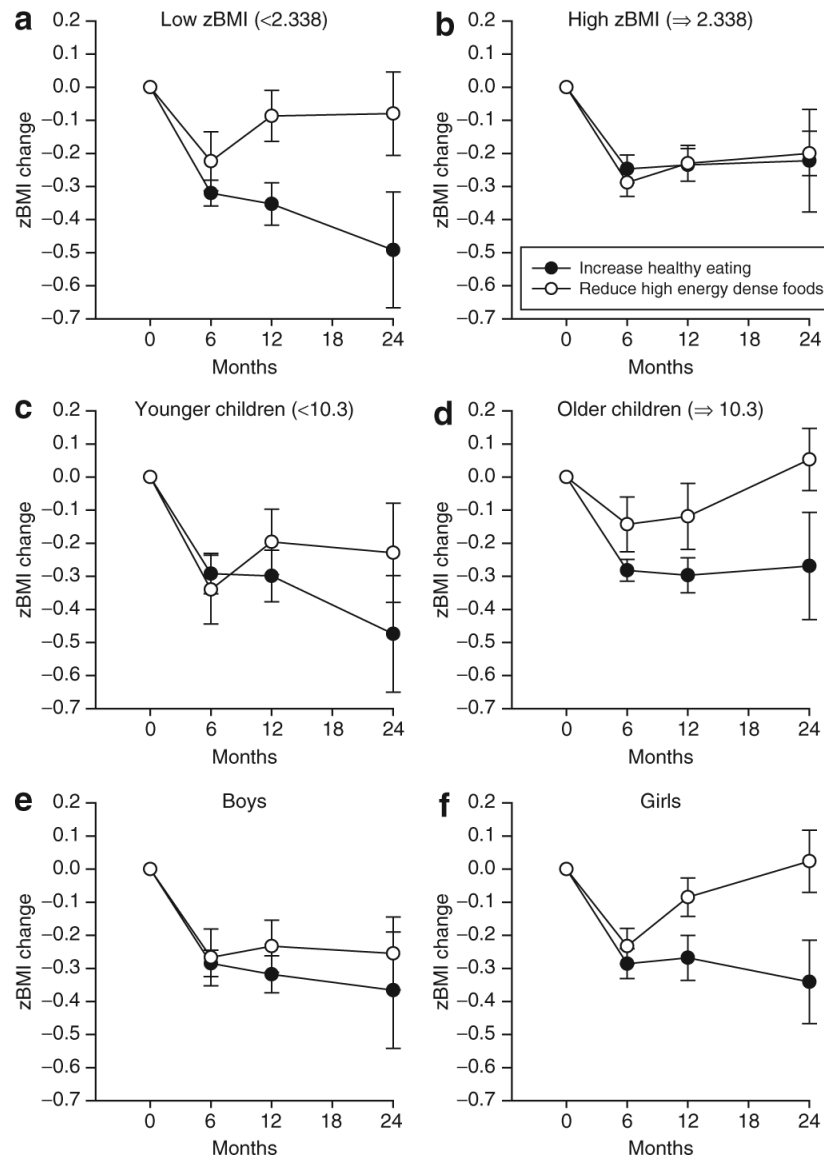 a
Low zBMI (<2.338)
0.2
0.1
0.0
−0.1
−0.2
−0.3
−0.4
−0.5
−0.6
−0.7
zBMI change
0 6 12 18 24
Months
b
High zBMI (⇒ 2.338)
0.2
0.1
0.0
−0.1
−0.2
−0.3
−0.4
−0.5
−0.6
−0.7
zBMI change
Increase healthy eating
Reduce high energy dense foods
0 6 12 18 24
Months
c
Younger children (<10.3)
0.2
0.1
0.0
−0.1
−0.2
−0.3
−0.4
−0.5
−0.6
−0.7
zBMI change
0 6 12 18 24
Months
d
Older children (⇒ 10.3)
0.2
0.1
0.0
−0.1
−0.2
−0.3
−0.4
−0.5
−0.6
−0.7
zBMI change
0 6 12 18 24
Months
e
Boys
0.2
0.1
0.0
−0.1
−0.2
−0.3
−0.4
−0.5
−0.6
−0.7
zBMI change
0 6 12 18 24
Months
f
Girls
0.2
0.1
0.0
−0.1
−0.2
−0.3
−0.4
−0.5
−0.6
−0.7
zBMI change
0 6 12 18 24
Months